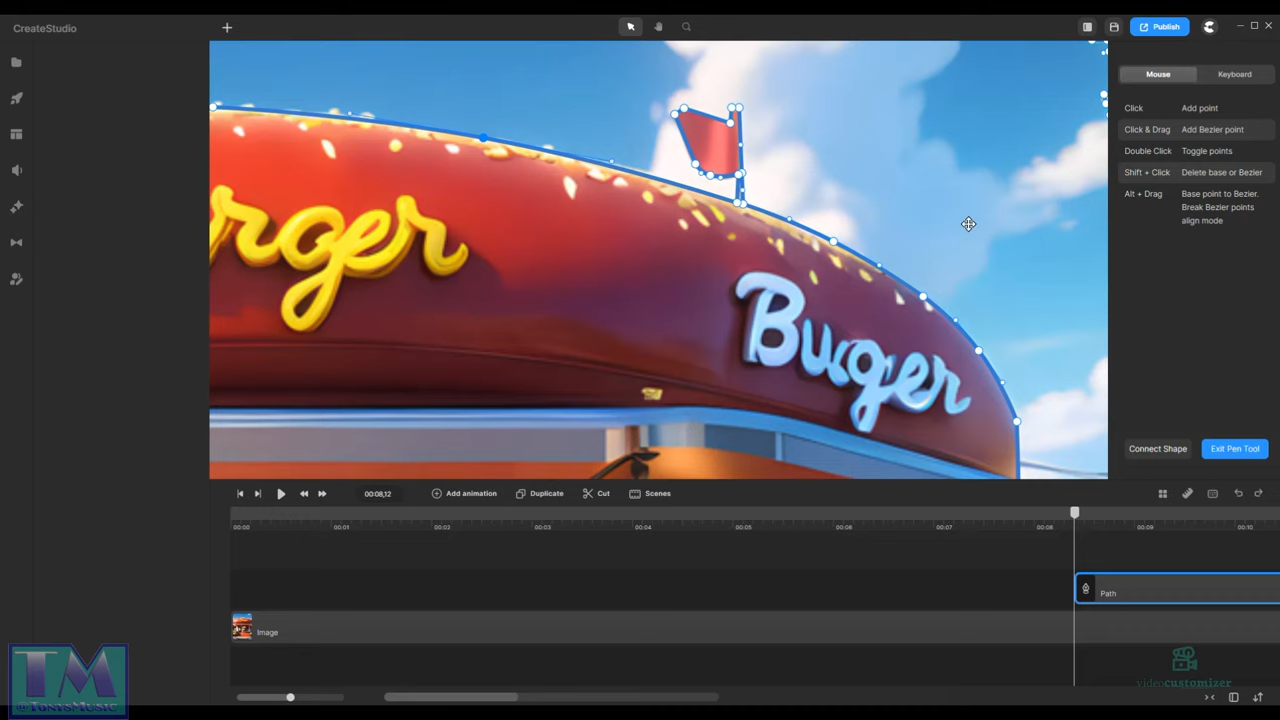 CreateStudio
Publish
Mouse
Keyboard
Click
Add point
Click & Drag
Add Bezier point
Double Click
Toggle points
Shift + Click
Delete base or Bezier
Alt + Drag
Base point to Bezier.
Break Bezier points
align mode
Burger
Connect Shape
Exit Pen Tool
00:08,12
Add animation
Duplicate
Cut
Scenes
00:00
00:01
00:02
00:03
00:04
00:05
00:06
00:07
00:08
00:09
00:10
Path
Image
TM
@TonysMusic
videocustomizer